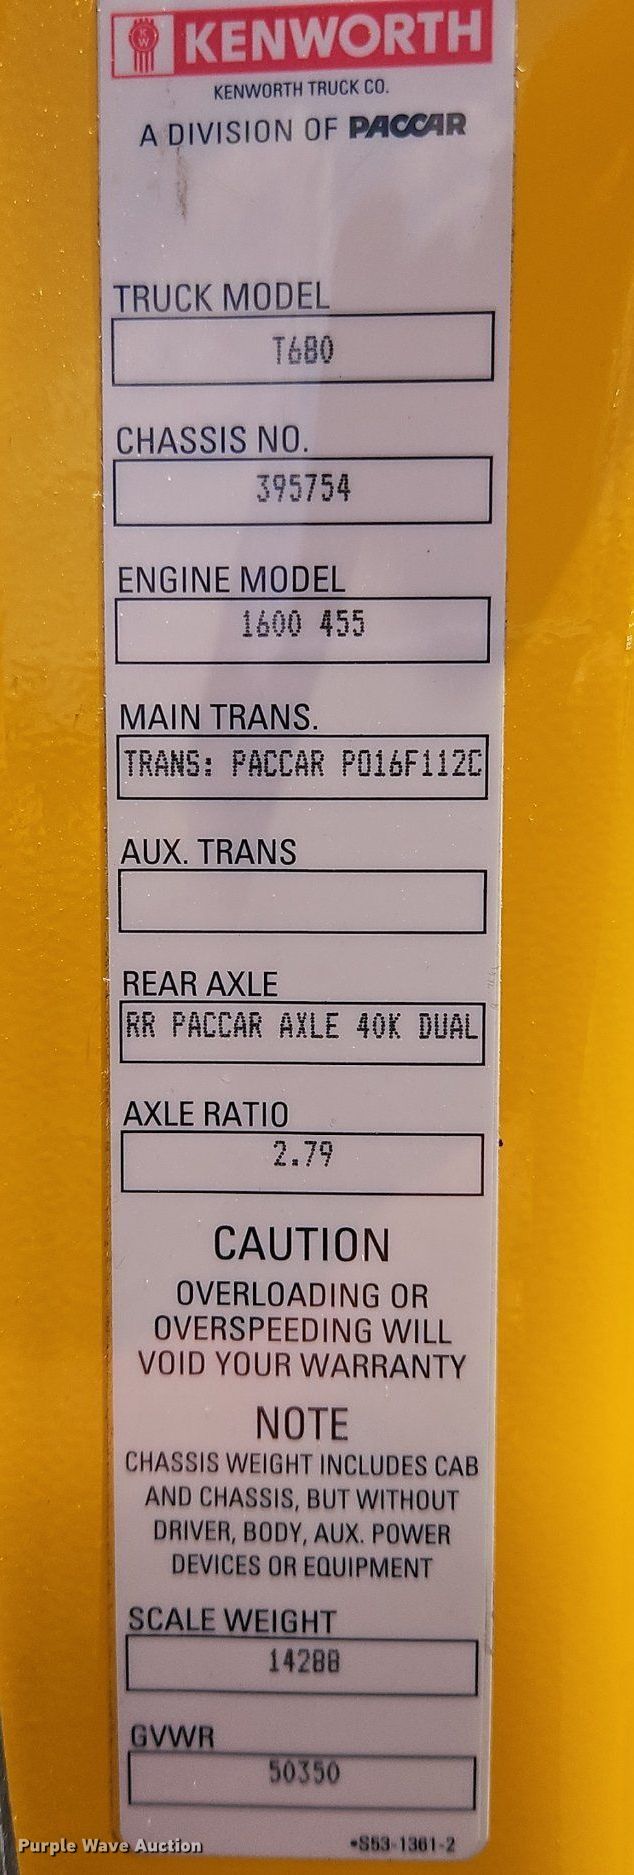 KW KENWORTH
KENWORTH TRUCK CO.
A DIVISION OF PACCAR
TRUCK MODEL
T680
CHASSIS NO.
395754
ENGINE MODEL
1600 455
MAIN TRANS.
TRANS: PACCAR PO16F112C
AUX. TRANS
REAR AXLE
RR PACCAR AXLE 40K DUAL
AXLE RATIO
2.79
CAUTION
OVERLOADING OR
OVERSPEEDING WILL
VOID YOUR WARRANTY
NOTE
CHASSIS WEIGHT INCLUDES CAB
AND CHASSIS, BUT WITHOUT
DRIVER, BODY, AUX. POWER
DEVICES OR EQUIPMENT
SCALE WEIGHT
14288
GVWR
50350
•S53-1361-2
Purple Wave Auction